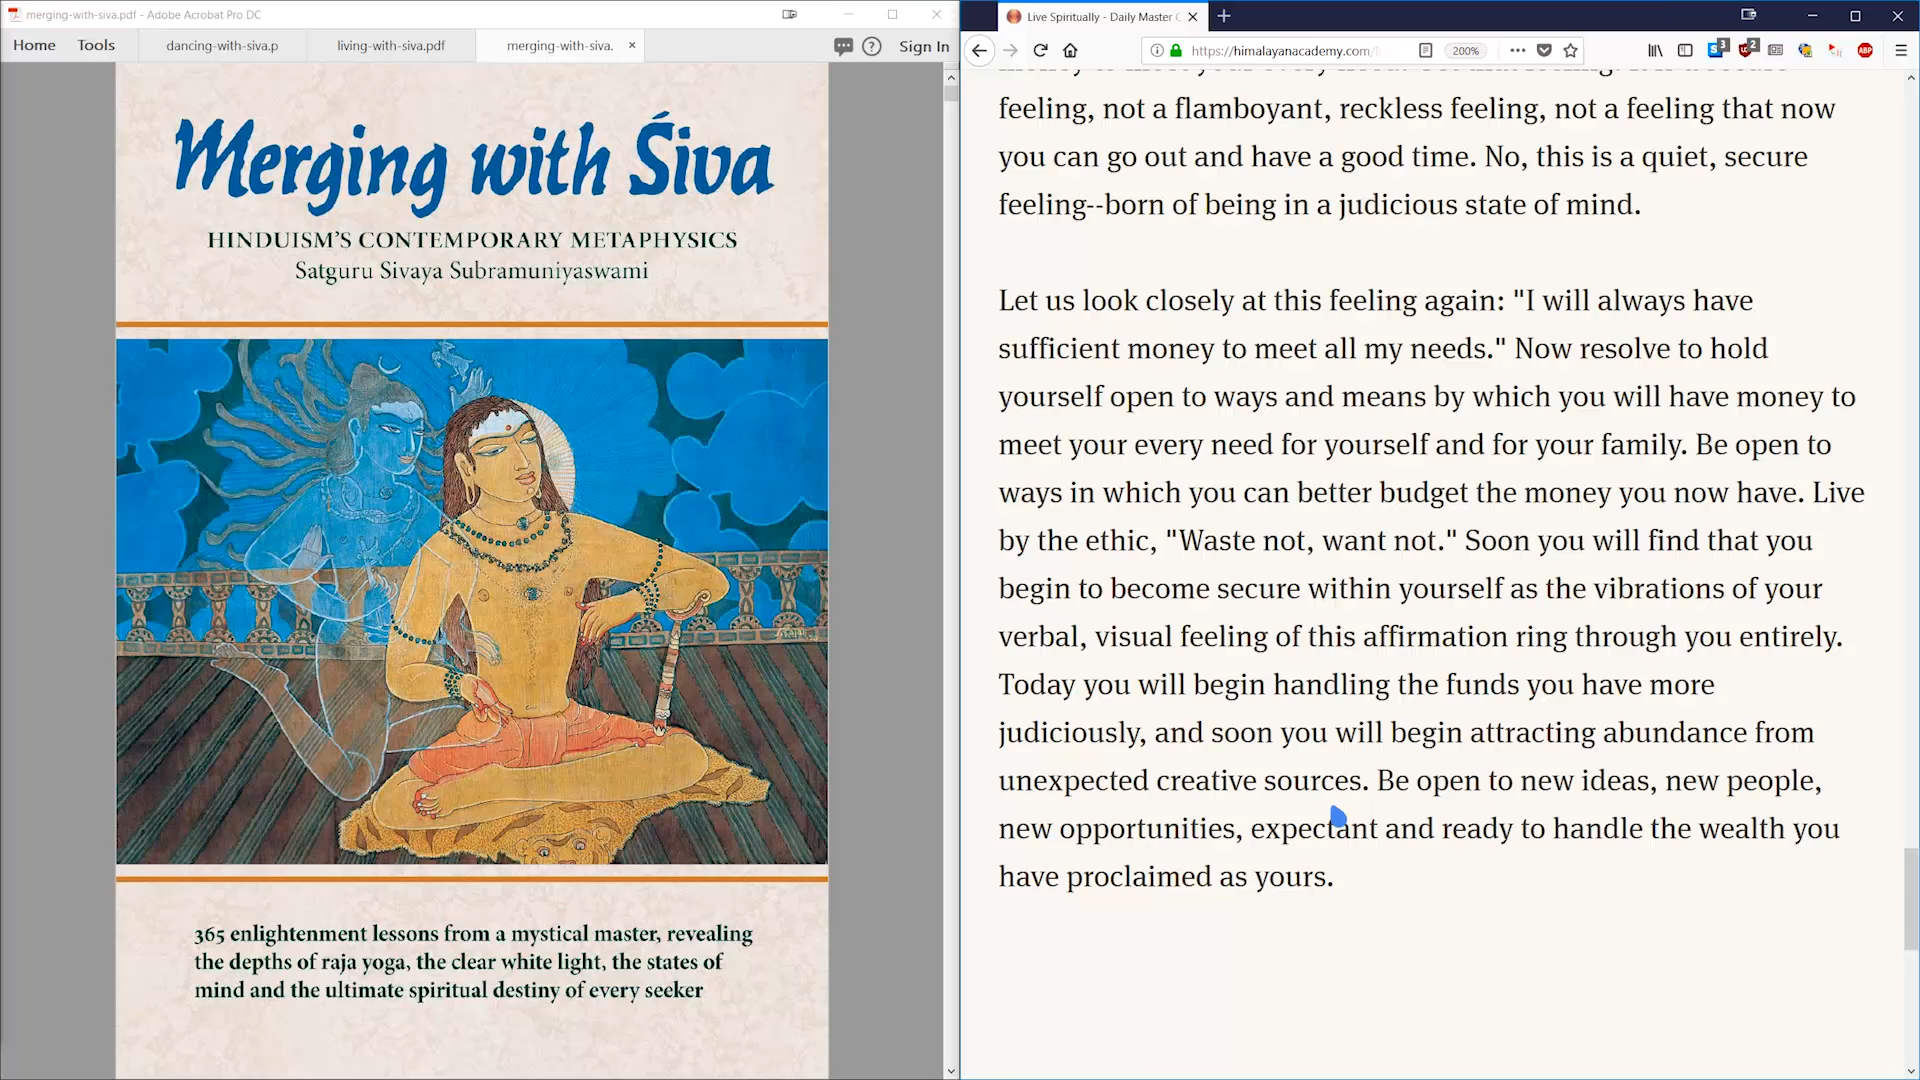 merging-with-siva.pdf - Adobe Acrobat Pro DC
Home
Tools
dancing-with-siva.p
living-with-siva.pdf
merging-with-siva.
Sign In
Merging with Śiva
HINDUISM'S CONTEMPORARY METAPHYSICS
Satguru Sivaya Subramuniyaswami
365 enlightenment lessons from a mystical master, revealing
the depths of raja yoga, the clear white light, the states of
mind and the ultimate spiritual destiny of every seeker
Live Spiritually - Daily Master
https://himalayanacademy.com/
200%
3
2
ABP
feeling, not a flamboyant, reckless feeling, not a feeling that now
you can go out and have a good time. No, this is a quiet, secure
feeling--born of being in a judicious state of mind.
Let us look closely at this feeling again: "I will always have
sufficient money to meet all my needs." Now resolve to hold
yourself open to ways and means by which you will have money to
meet your every need for yourself and for your family. Be open to
ways in which you can better budget the money you now have. Live
by the ethic, "Waste not, want not." Soon you will find that you
begin to become secure within yourself as the vibrations of your
verbal, visual feeling of this affirmation ring through you entirely.
Today you will begin handling the funds you have more
judiciously, and soon you will begin attracting abundance from
unexpected creative sources. Be open to new ideas, new people,
new opportunities, expectant and ready to handle the wealth you
have proclaimed as yours.